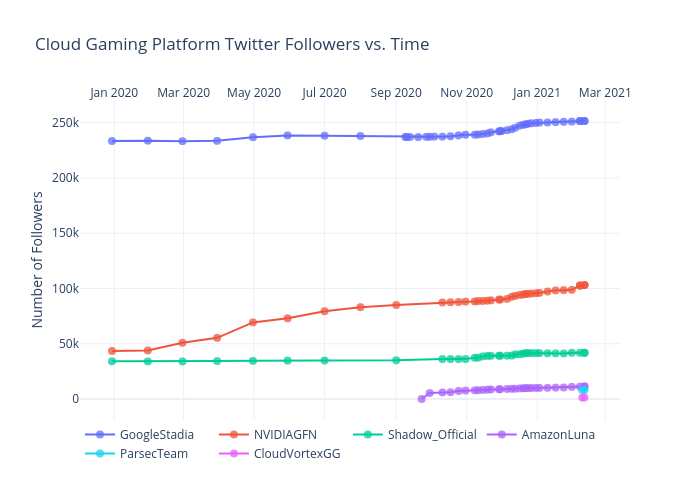 Cloud Gaming Platform Twitter Followers vs. Time
Jan 2020 Mar 2020 May 2020 Jul 2020 Sep 2020 Nov 2020 Jan 2021 Mar 2021
Number of Followers
250k
200k
150k
100k
50k
0
GoogleStadia NVIDIAGFN Shadow_Official AmazonLuna
ParsecTeam CloudVortexGG